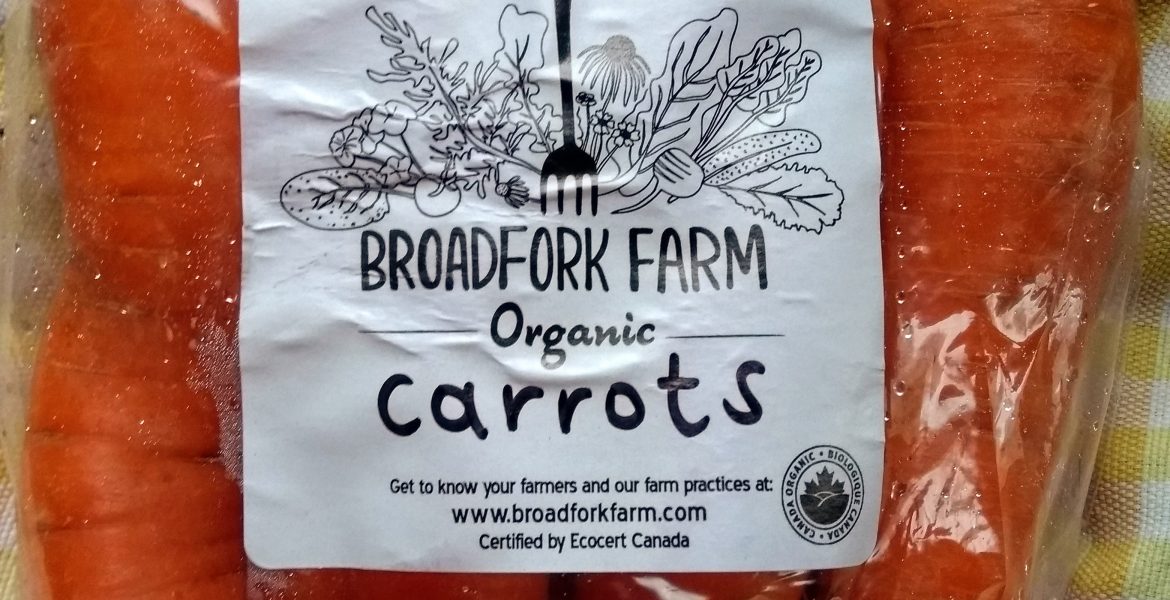 BROADFORK FARM
Organic
carrots
Get to know your farmers and our farm practices at:
www.broadforkfarm.com
Certified by Ecocert Canada
CANADA ORGANIC • BIOLOGIQUE CANADA •